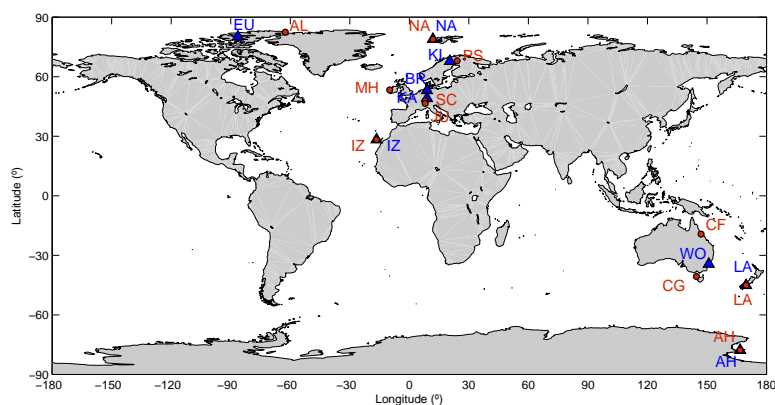 90
EU
AL
NA
NA
KI
PS
60
BR
MH
KA
SC
JU
30
IZ
IZ
Latitude (º)
0
CF
−30
WO
LA
CG
LA
−60
AH
AH
−90
−180
−150
−120
−90
−60
−30
0
30
60
90
120
150
180
Longitude (º)